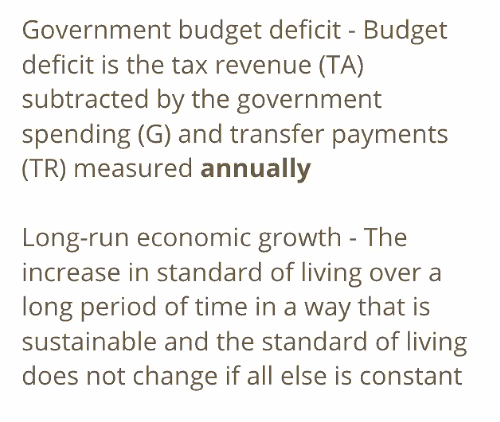 Government budget deficit - Budget
deficit is the tax revenue (TA)
subtracted by the government
spending (G) and transfer payments
(TR) measured annually
Long-run economic growth - The
increase in standard of living over a
long period of time in a way that is
sustainable and the standard of living
does not change if all else is constant